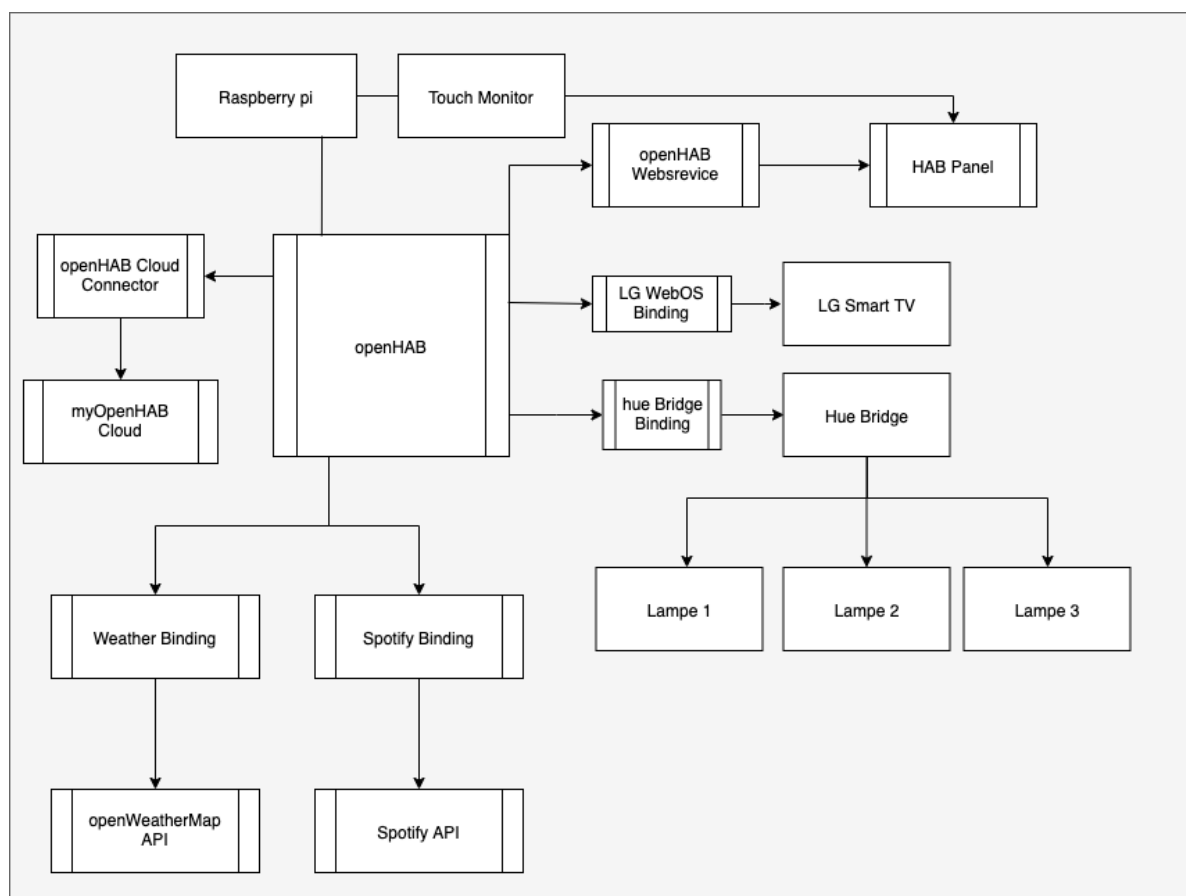 Raspberry pi
Touch Monitor
openHAB
Websrevice
HAB Panel
openHAB Cloud
Connector
openHAB
LG WebOS
Binding
LG Smart TV
myOpenHAB
Cloud
hue Bridge
Binding
Hue Bridge
Lampe 1
Lampe 2
Lampe 3
Weather Binding
Spotify Binding
openWeatherMap
API
Spotify API